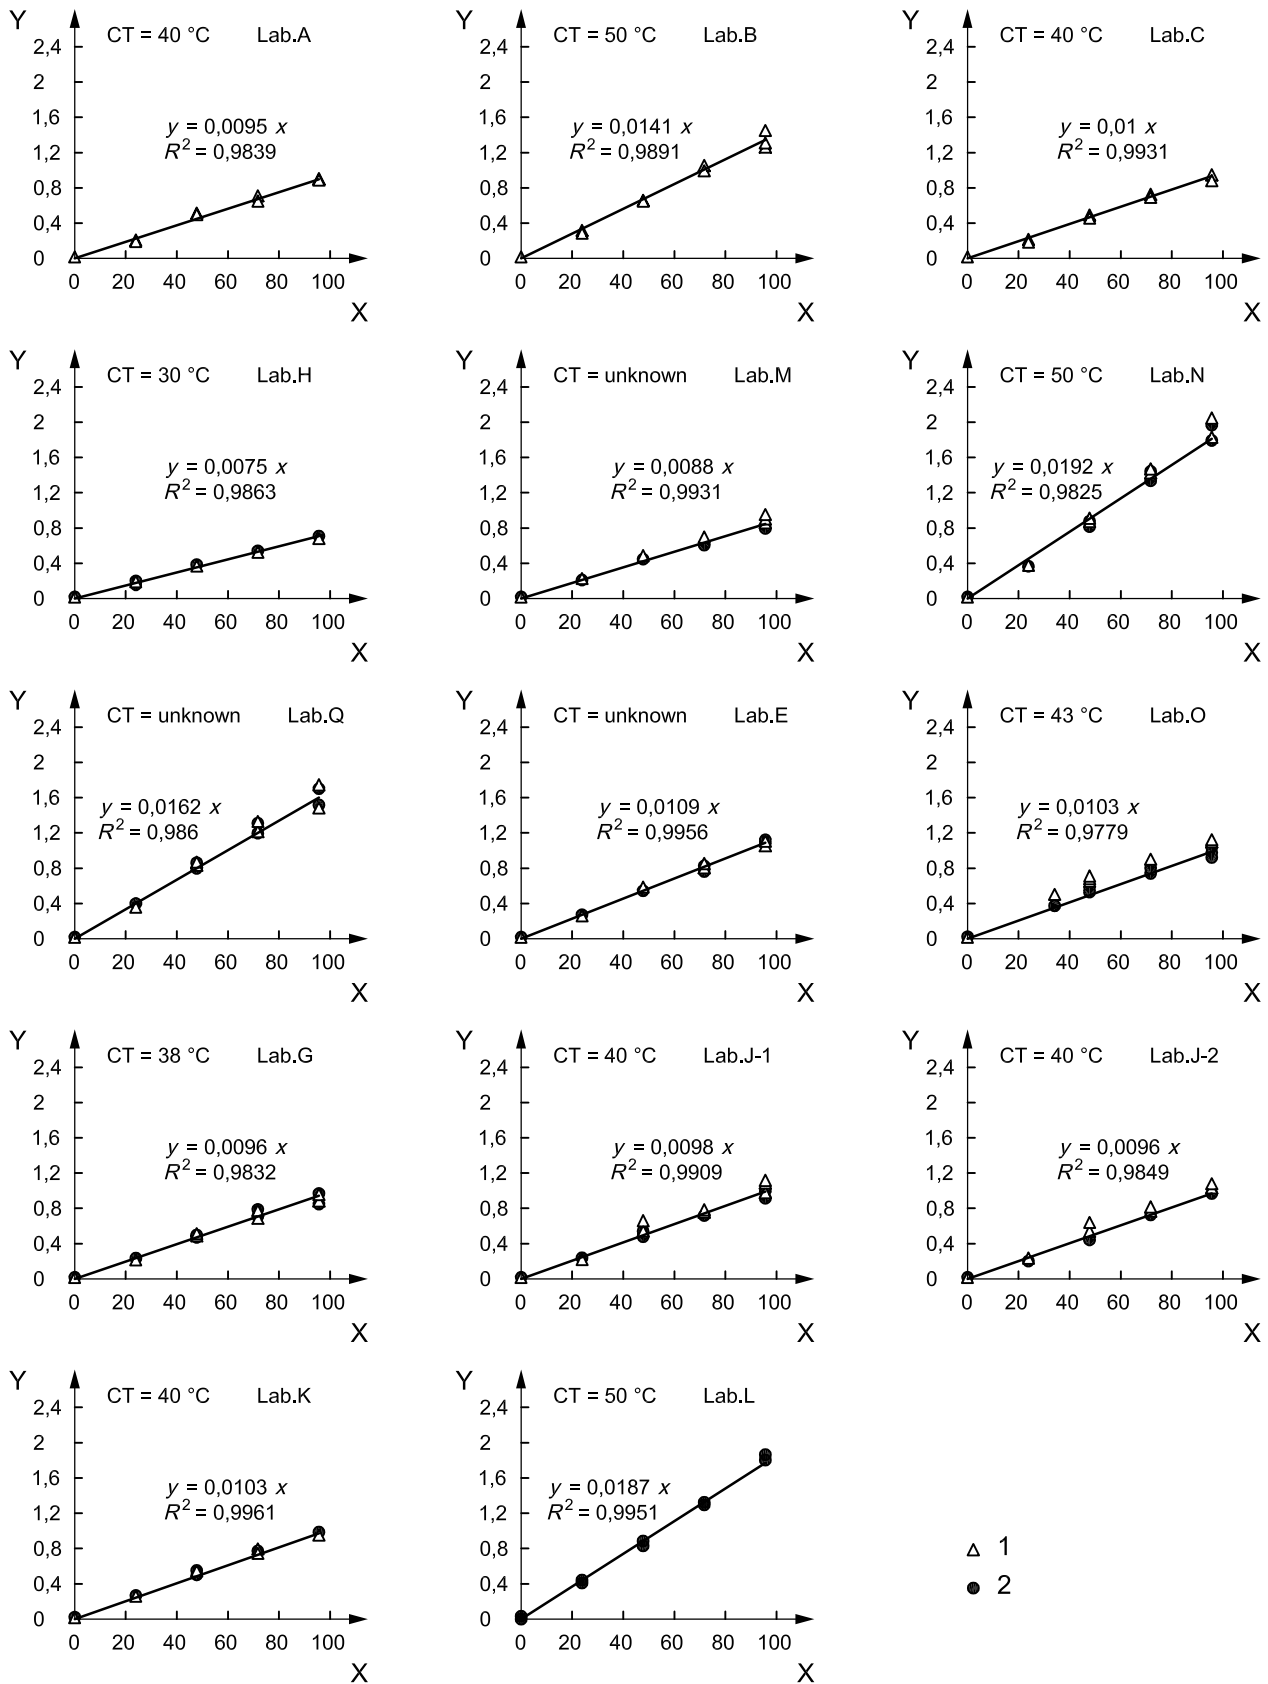 Y
CT = 40 °C Lab.A
2,4
2
1,6
1,2
0,8
0,4
0
y = 0,0095 x
R² = 0,9839
0 20 40 60 80 100
X
Y
CT = 50 °C Lab.B
2,4
2
1,6
1,2
0,8
0,4
0
y = 0,0141 x
R² = 0,9891
0 20 40 60 80 100
X
Y
CT = 40 °C Lab.C
2,4
2
1,6
1,2
0,8
0,4
0
y = 0,01 x
R² = 0,9931
0 20 40 60 80 100
X
Y
CT = 30 °C Lab.H
2,4
2
1,6
1,2
0,8
0,4
0
y = 0,0075 x
R² = 0,9863
0 20 40 60 80 100
X
Y
CT = unknown Lab.M
2,4
2
1,6
1,2
0,8
0,4
0
y = 0,0088 x
R² = 0,9931
0 20 40 60 80 100
X
Y
CT = 50 °C Lab.N
2,4
2
1,6
1,2
0,8
0,4
0
y = 0,0192 x
R² = 0,9825
0 20 40 60 80 100
X
Y
CT = unknown Lab.Q
2,4
2
1,6
1,2
0,8
0,4
0
y = 0,0162 x
R² = 0,986
0 20 40 60 80 100
X
Y
CT = unknown Lab.E
2,4
2
1,6
1,2
0,8
0,4
0
y = 0,0109 x
R² = 0,9956
0 20 40 60 80 100
X
Y
CT = 43 °C Lab.O
2,4
2
1,6
1,2
0,8
0,4
0
y = 0,0103 x
R² = 0,9779
0 20 40 60 80 100
X
Y
CT = 38 °C Lab.G
2,4
2
1,6
1,2
0,8
0,4
0
y = 0,0096 x
R² = 0,9832
0 20 40 60 80 100
X
Y
CT = 40 °C Lab.J-1
2,4
2
1,6
1,2
0,8
0,4
0
y = 0,0098 x
R² = 0,9909
0 20 40 60 80 100
X
Y
CT = 40 °C Lab.J-2
2,4
2
1,6
1,2
0,8
0,4
0
y = 0,0096 x
R² = 0,9849
0 20 40 60 80 100
X
Y
CT = 40 °C Lab.K
2,4
2
1,6
1,2
0,8
0,4
0
y = 0,0103 x
R² = 0,9961
0 20 40 60 80 100
X
Y
CT = 50 °C Lab.L
2,4
2
1,6
1,2
0,8
0,4
0
y = 0,0187 x
R² = 0,9951
0 20 40 60 80 100
X
1
2